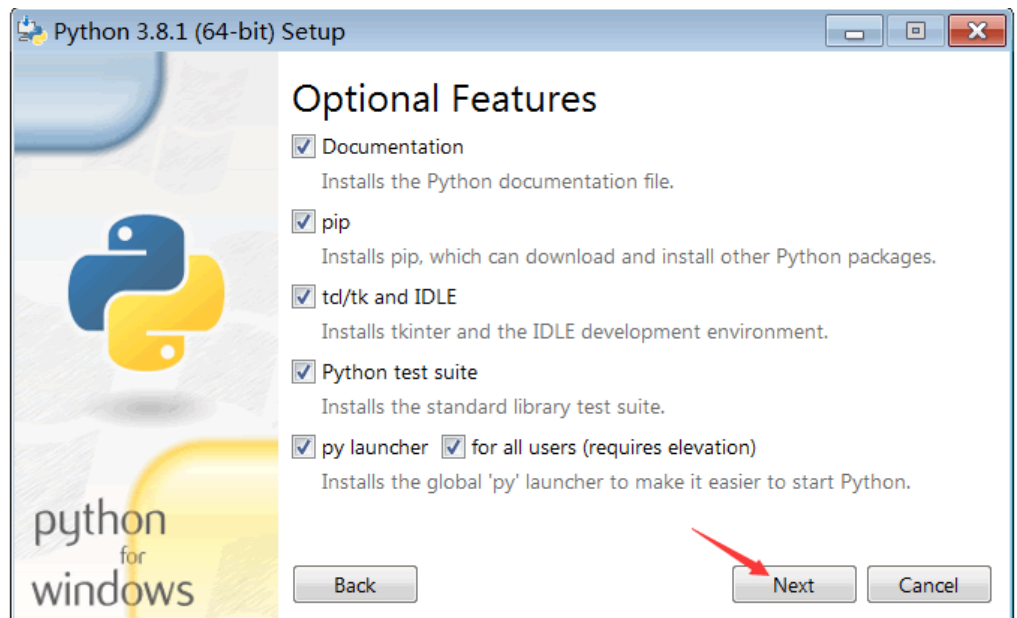 Python 3.8.1 (64-bit) Setup
Optional Features
Documentation
Installs the Python documentation file.
pip
Installs pip, which can download and install other Python packages.
tcl/tk and IDLE
Installs tkinter and the IDLE development environment.
Python test suite
Installs the standard library test suite.
py launcher for all users (requires elevation)
Installs the global 'py' launcher to make it easier to start Python.
python
for
windows
Back Next Cancel